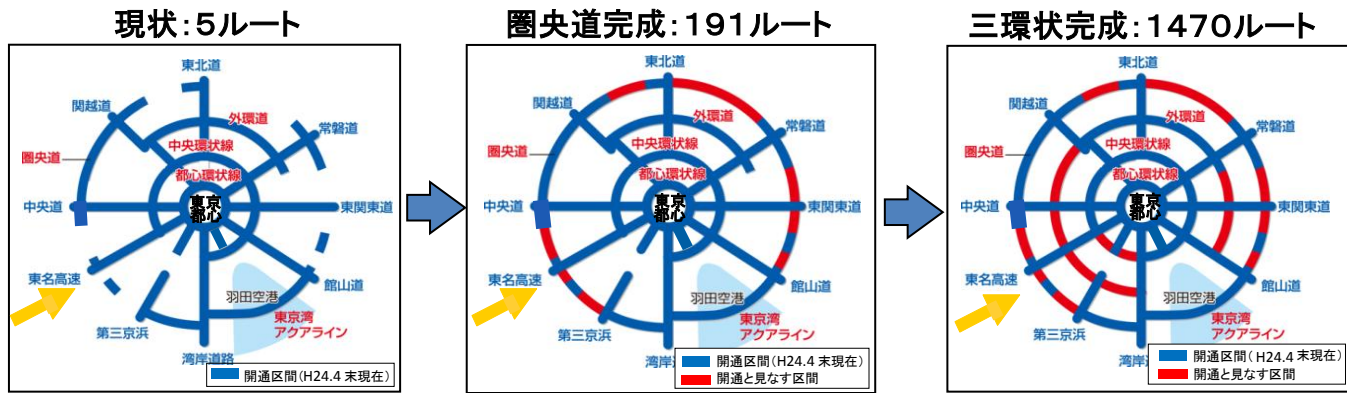 現状:5ルート
東北道
関越道
外環道
常磐道
中央環状線
圏央道
都心環状線
中央道
東京
都心
東関東道
東名高速
館山道
羽田空港
第三京浜
東京湾
アクアライン
湾岸道路
開通区間(H24.4 末現在)
圏央道完成:191ルート
東北道
関越道
外環道
常磐道
中央環状線
圏央道
都心環状線
中央道
東京
都心
東関東道
東名高速
館山道
羽田空港
第三京浜
東京湾
アクアライン
湾岸道
開通区間(H24.4 末現在)
開通と見なす区間
三環状完成:1470ルート
東北道
関越道
外環道
常磐道
中央環状線
圏央道
都心環状線
中央道
東京
都心
東関東道
東名高速
館山道
羽田空港
第三京浜
東京湾
アクアライン
湾岸
開通区間(H24.4 末現在)
開通と見なす区間